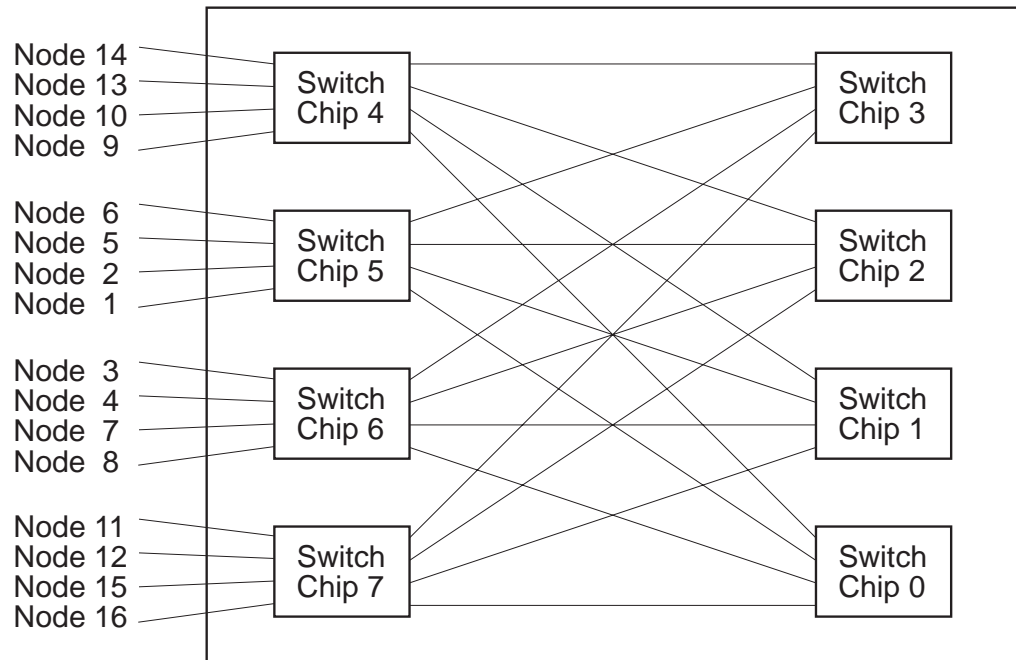 Node 14
Node 13
Node 10
Node 9
Switch
Chip 4
Switch
Chip 3
Node 6
Node 5
Node 2
Node 1
Switch
Chip 5
Switch
Chip 2
Node 3
Node 4
Node 7
Node 8
Switch
Chip 6
Switch
Chip 1
Node 11
Node 12
Node 15
Node 16
Switch
Chip 7
Switch
Chip 0